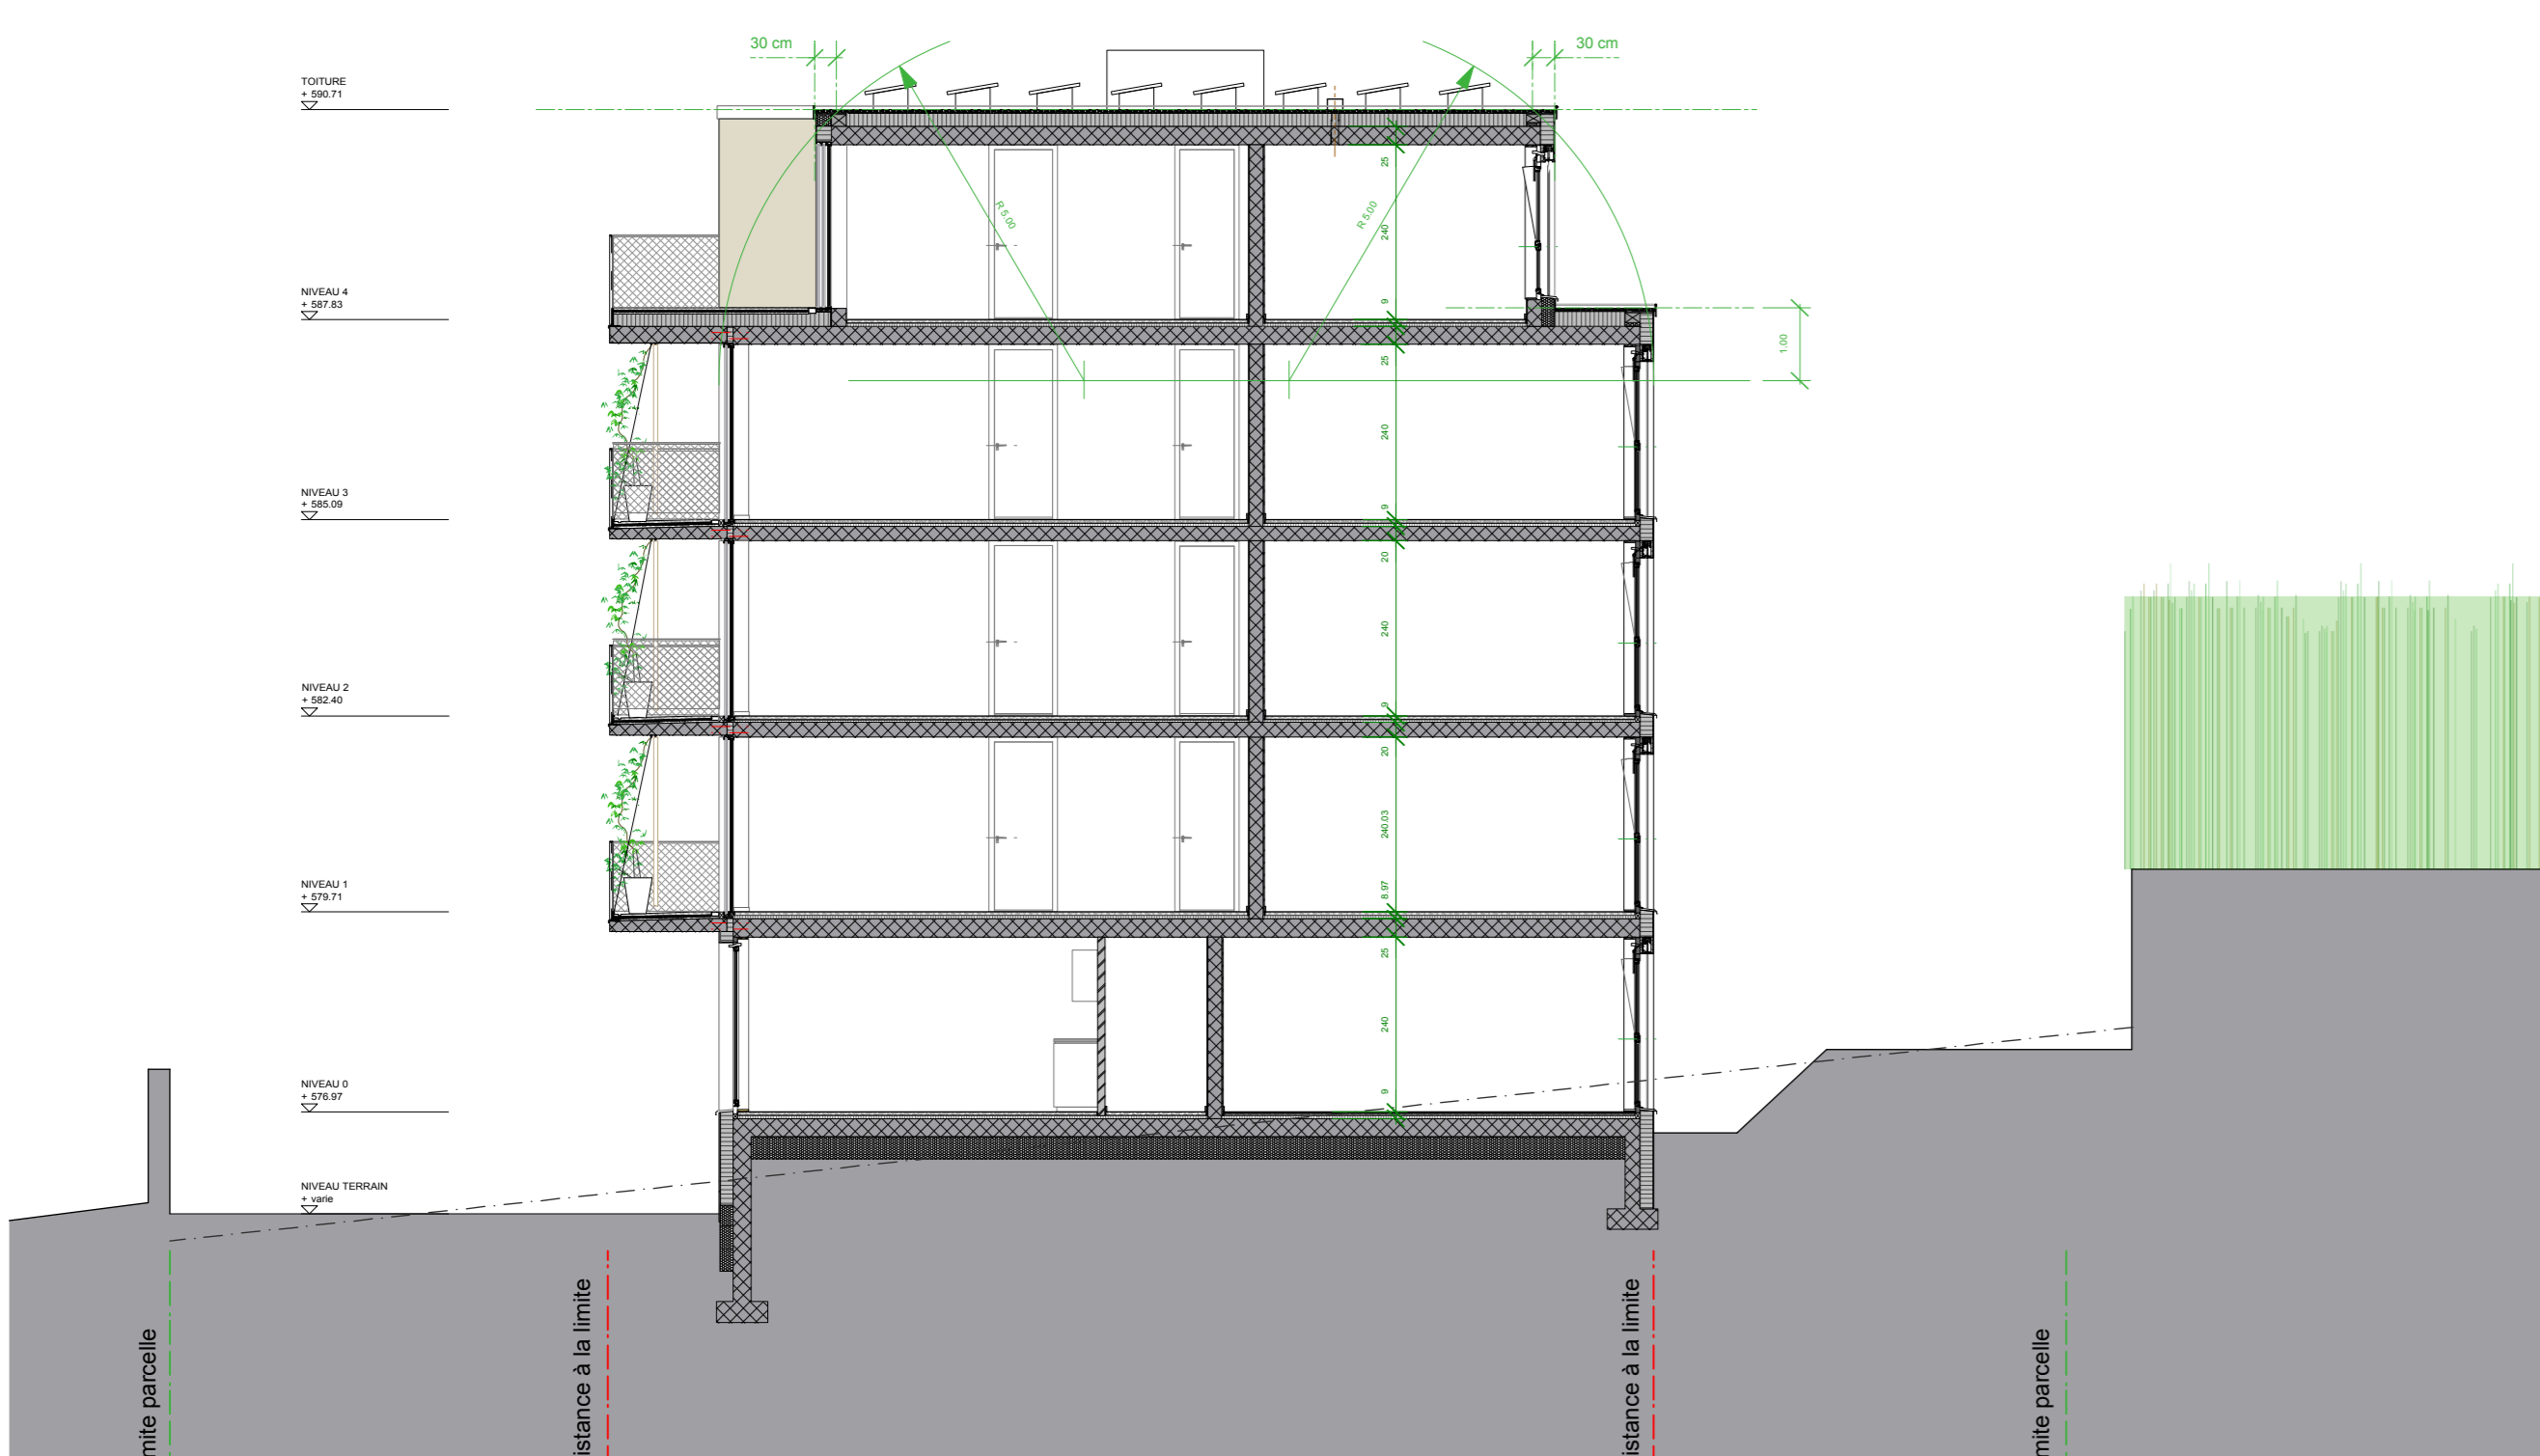 30 cm
30 cm
TOITURE
+ 590.71
25
R 5.00
R 5.00
240
NIVEAU 4
+ 587.83
9
1.00
25
240
NIVEAU 3
+ 585.09
9
20
240
NIVEAU 2
+ 582.40
9
20
240.03
NIVEAU 1
+ 579.71
8.97
25
240
NIVEAU 0
+ 576.97
9
NIVEAU TERRAIN
+ varie
mite parcelle
istance à la limite
istance à la limite
mite parcelle